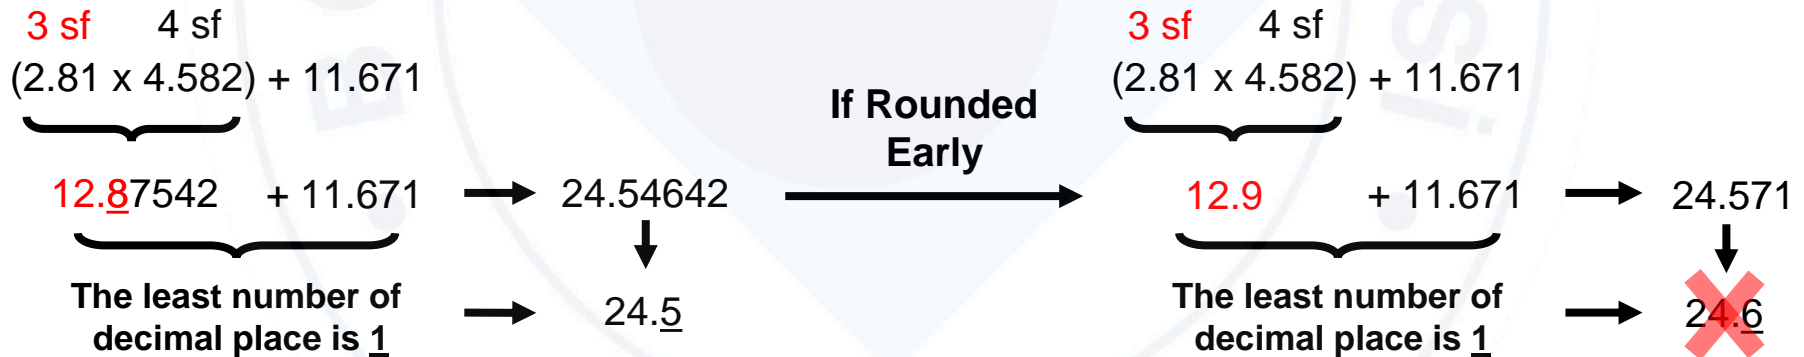 3 sf 4 sf
(2.81 x 4.582) + 11.671
12.87542 + 11.671
24.54642
The least number of
decimal place is 1
24.5
If Rounded
Early
3 sf 4 sf
(2.81 x 4.582) + 11.671
12.9 + 11.671
24.571
The least number of
decimal place is 1
24.6